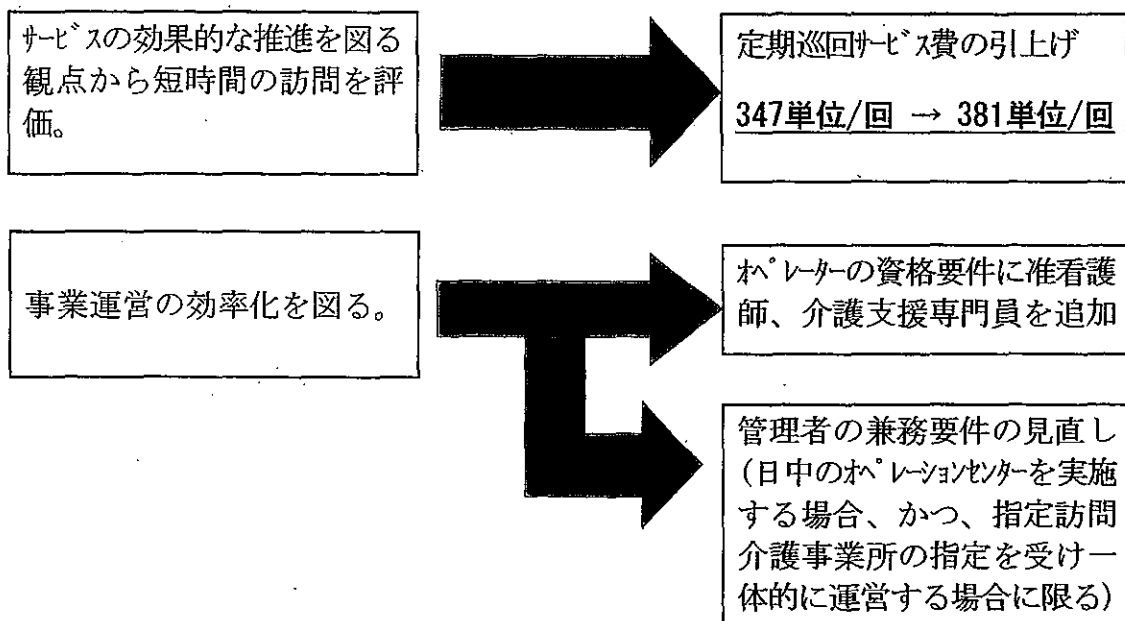 ｻｰﾋﾞｽの効果的な推進を図る
観点から短時間の訪問を評
価。
定期巡回ｻｰﾋﾞｽ費の引上げ
347単位/回 → 381単位/回
事業運営の効率化を図る。
ｵﾍﾟﾚｰﾀｰの資格要件に准看護
師、介護支援専門員を追加
管理者の兼務要件の見直し
(日中のｵﾍﾟﾚｰｼｮﾝｾﾝﾀｰを実施
する場合、かつ、指定訪問
介護事業所の指定を受け一
体的に運営する場合に限る)